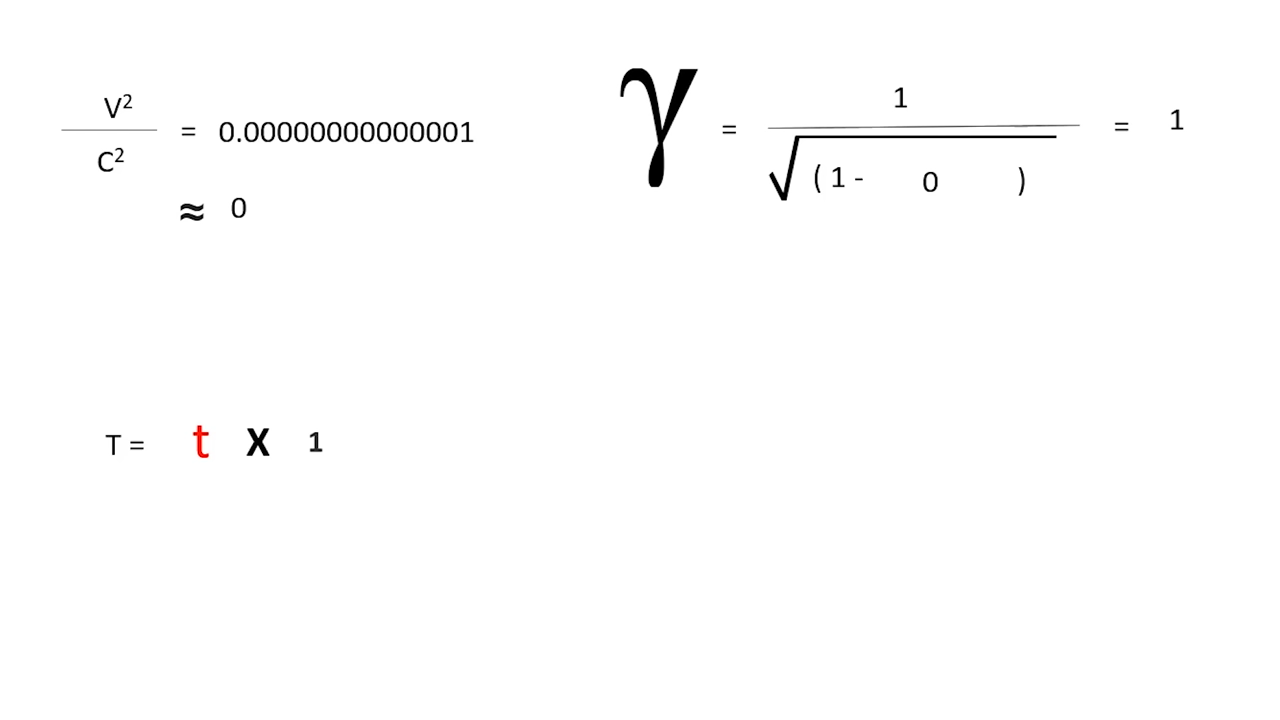 V² / C² = 0.00000000000001
≈ 0
γ = 1 / √( 1 - 0 ) = 1
T = t X 1